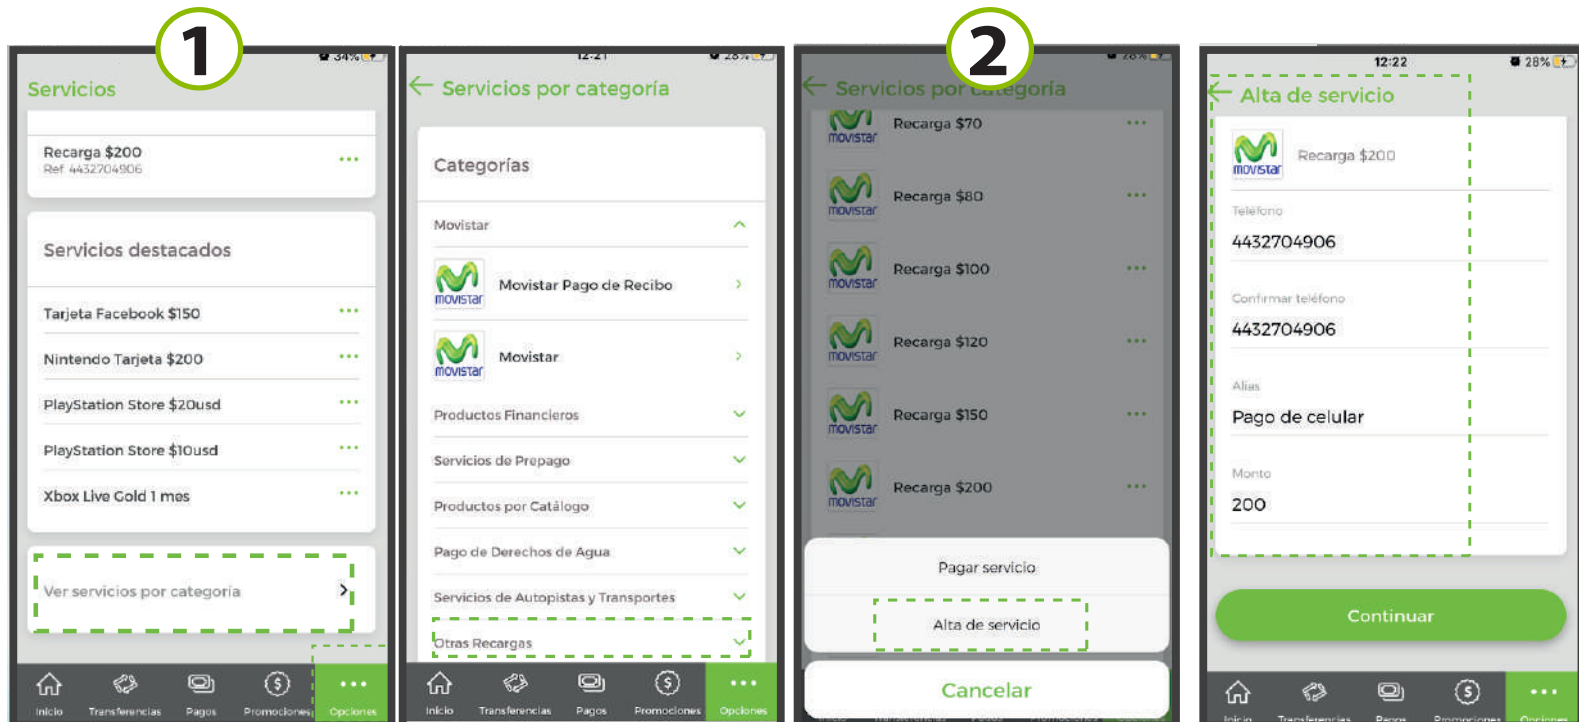 1
34%
Servicios
Recarga $200
Ref 4432704906
Servicios destacados
Tarjeta Facebook $150
Nintendo Tarjeta $200
PlayStation Store $20usd
PlayStation Store $10usd
Xbox Live Gold 1 mes
Ver servicios por categoría
Inicio Transferencias Pagos Promociones Opciones
12:21 28%
Servicios por categoría
Categorías
Movistar
movistar Movistar Pago de Recibo
movistar Movistar
Productos Financieros
Servicios de Prepago
Productos por Catálogo
Pago de Derechos de Agua
Servicios de Autopistas y Transportes
Otras Recargas
Inicio Transferencias Pagos Promociones Opciones
2
28%
Servicios por categoría
movistar Recarga $70
movistar Recarga $80
movistar Recarga $100
movistar Recarga $120
movistar Recarga $150
movistar Recarga $200
Pagar servicio
Alta de servicio
Cancelar
12:22 28%
Alta de servicio
movistar Recarga $200
Teléfono
4432704906
Confirmar teléfono
4432704906
Alias
Pago de celular
Monto
200
Continuar
Inicio Transferencias Pagos Promociones Opciones